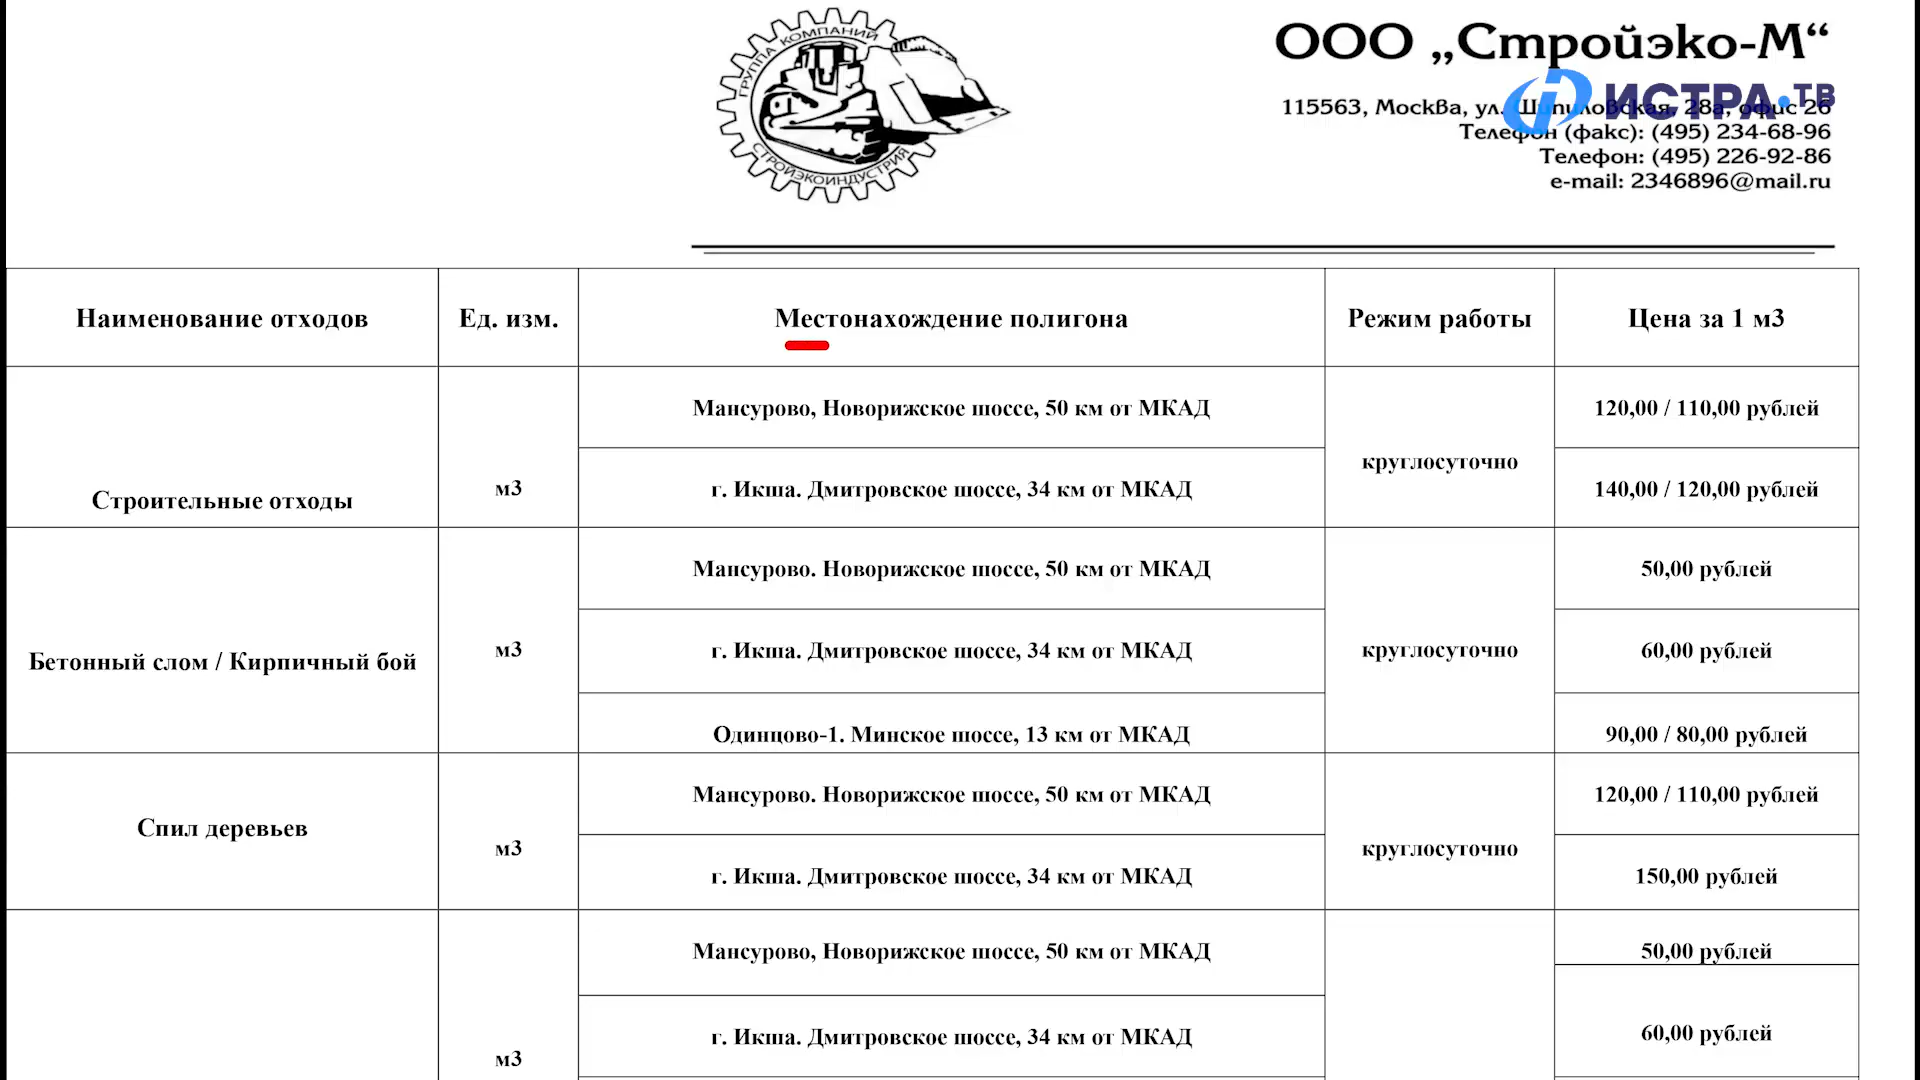 ГРУППА КОМПАНИЙ
СТРОЙЭКОИНДУСТРИЯ
ООО „Стройэко-М“
ИСТРА•ТВ
115563, Москва, ул. Шипиловская, 28а, офис 26
Телефон (факс): (495) 234-68-96
Телефон: (495) 226-92-86
e-mail: 2346896@mail.ru
Наименование отходов Ед. изм. Местонахождение полигона Режим работы Цена за 1 м3
Мансурово, Новорижское шоссе, 50 км от МКАД 120,00 / 110,00 рублей
Строительные отходы м3 г. Икша. Дмитровское шоссе, 34 км от МКАД круглосуточно 140,00 / 120,00 рублей
Мансурово. Новорижское шоссе, 50 км от МКАД 50,00 рублей
Бетонный слом / Кирпичный бой м3 г. Икша. Дмитровское шоссе, 34 км от МКАД круглосуточно 60,00 рублей
Одинцово-1. Минское шоссе, 13 км от МКАД 90,00 / 80,00 рублей
Мансурово. Новорижское шоссе, 50 км от МКАД 120,00 / 110,00 рублей
Спил деревьев м3 г. Икша. Дмитровское шоссе, 34 км от МКАД круглосуточно 150,00 рублей
Мансурово, Новорижское шоссе, 50 км от МКАД 50,00 рублей
м3 г. Икша. Дмитровское шоссе, 34 км от МКАД 60,00 рублей